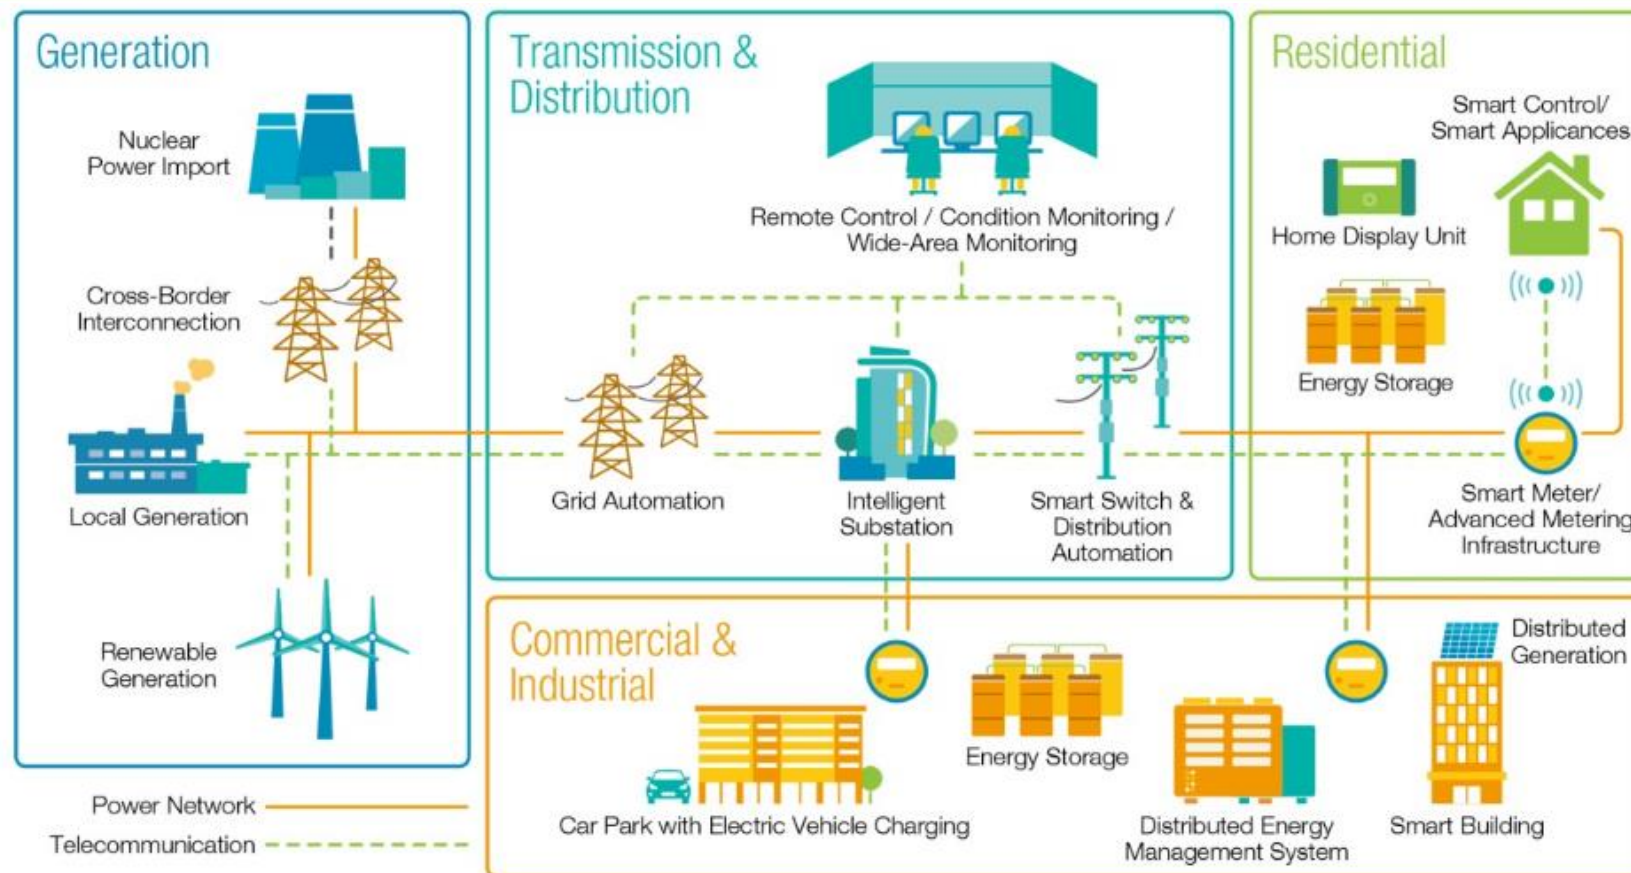 Generation
Nuclear
Power Import
Cross-Border
Interconnection
Local Generation
Renewable
Generation
Power Network
Telecommunication
Transmission &
Distribution
Remote Control / Condition Monitoring /
Wide-Area Monitoring
Grid Automation
Intelligent
Substation
Smart Switch &
Distribution
Automation
Residential
Smart Control/
Smart Applicances
Home Display Unit
Energy Storage
Smart Meter/
Advanced Metering
Infrastructure
Commercial &
Industrial
Car Park with Electric Vehicle Charging
Energy Storage
Distributed Energy
Management System
Distributed
Generation
Smart Building